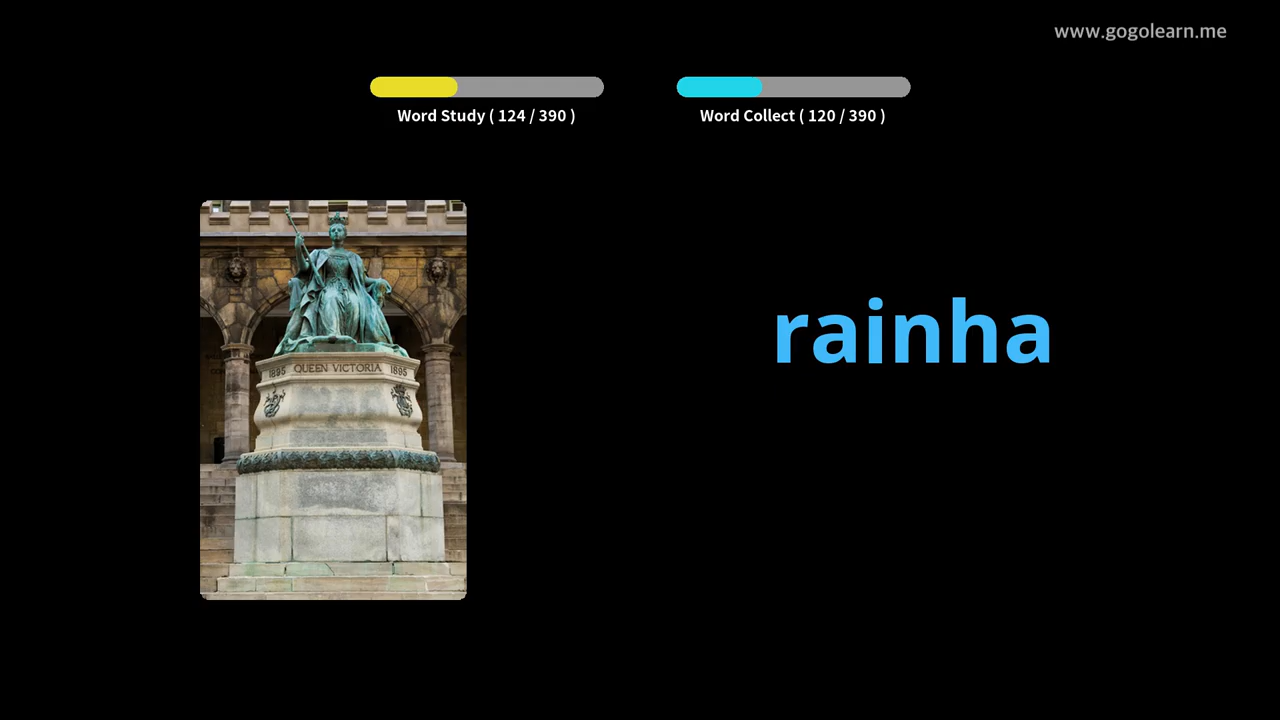 www.gogolearn.me
Word Study ( 124 / 390 )
Word Collect ( 120 / 390 )
1895 QUEEN VICTORIA 1895
rainha